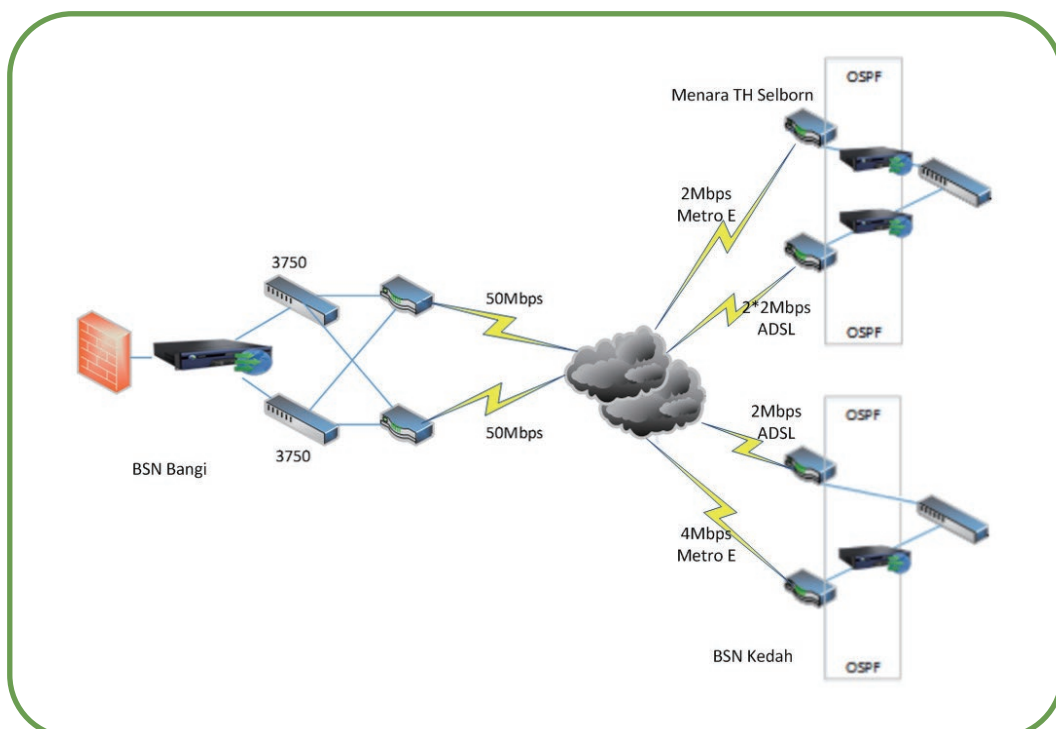 OSPF
Menara TH Selborn
2Mbps
Metro E
3750
50Mbps
2*2Mbps
ADSL
OSPF
50Mbps
3750
BSN Bangi
2Mbps
ADSL
OSPF
4Mbps
Metro E
BSN Kedah
OSPF